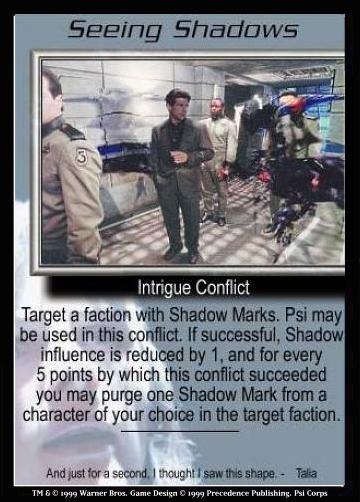 Seeing Shadows
3
Intrigue Conflict
Target a faction with Shadow Marks. Psi may
be used in this conflict. If successful, Shadow
influence is reduced by 1, and for every
5 points by which this conflict succeeded
you may purge one Shadow Mark from a
character of your choice in the target faction.
And just for a second, I thought I saw this shape. - Talia
TM & © 1999 Warner Bros. Game Design © 1999 Precedence Publishing. Psi Corps